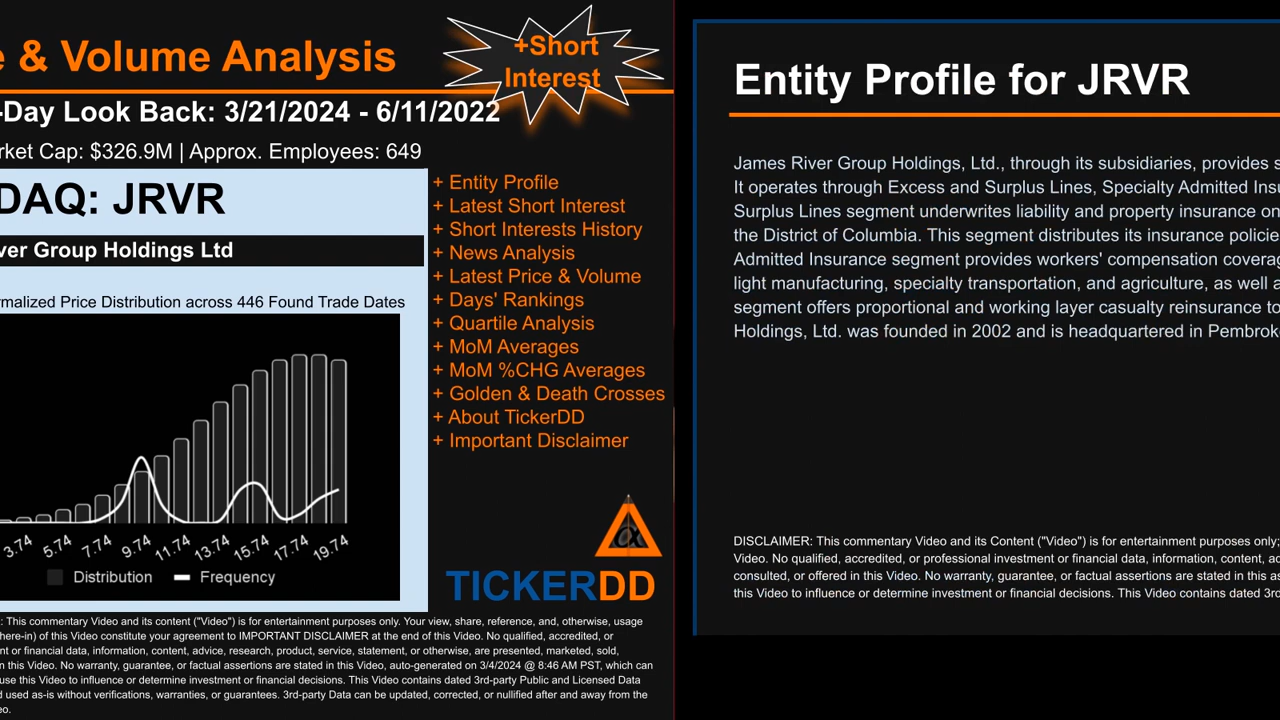 e & Volume Analysis
+Short
Interest
-Day Look Back: 3/21/2024 - 6/11/2022
rket Cap: $326.9M | Approx. Employees: 649
DAQ: JRVR
ver Group Holdings Ltd
rmalized Price Distribution across 446 Found Trade Dates
3.74 5.74 7.74 9.74 11.74 13.74 15.74 17.74 19.74
Distribution Frequency
+ Entity Profile
+ Latest Short Interest
+ Short Interests History
+ News Analysis
+ Latest Price & Volume
+ Days' Rankings
+ Quartile Analysis
+ MoM Averages
+ MoM %CHG Averages
+ Golden & Death Crosses
+ About TickerDD
+ Important Disclaimer
TICKERDD
: This commentary Video and its content ("Video") is for entertainment purposes only. Your view, share, reference, and, otherwise, usage
here-in) of this Video constitute your agreement to IMPORTANT DISCLAIMER at the end of this Video. No qualified, accredited, or
nt or financial data, information, content, advice, research, product, service, statement, or otherwise, are presented, marketed, sold,
n this Video. No warranty, guarantee, or factual assertions are stated in this Video, auto-generated on 3/4/2024 @ 8:46 AM PST, which can
use this Video to influence or determine investment or financial decisions. This Video contains dated 3rd-party Public and Licensed Data
d used as-is without verifications, warranties, or guarantees. 3rd-party Data can be updated, corrected, or nullified after and away from the
eo.
Entity Profile for JRVR
James River Group Holdings, Ltd., through its subsidiaries, provides s
It operates through Excess and Surplus Lines, Specialty Admitted Insu
Surplus Lines segment underwrites liability and property insurance on
the District of Columbia. This segment distributes its insurance policie
Admitted Insurance segment provides workers' compensation coverag
light manufacturing, specialty transportation, and agriculture, as well a
segment offers proportional and working layer casualty reinsurance to
Holdings, Ltd. was founded in 2002 and is headquartered in Pembroke
DISCLAIMER: This commentary Video and its Content ("Video") is for entertainment purposes only;
Video. No qualified, accredited, or professional investment or financial data, information, content, ad
consulted, or offered in this Video. No warranty, guarantee, or factual assertions are stated in this as
this Video to influence or determine investment or financial decisions. This Video contains dated 3rd